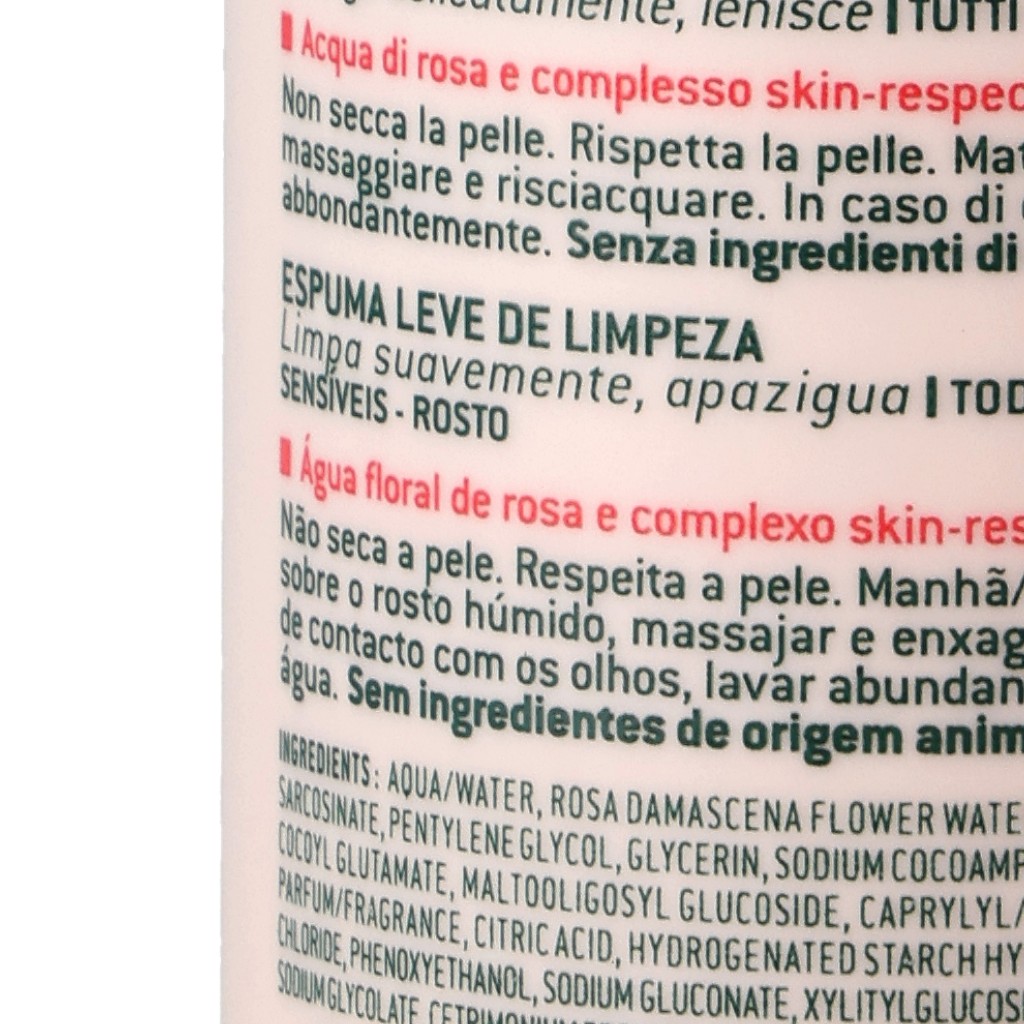 delicatamente, lenisce | TUTTI
Acqua di rosa e complesso skin-respec
Non secca la pelle. Rispetta la pelle. Mat
massaggiare e risciacquare. In caso di
abbondantemente. Senza ingredienti di
ESPUMA LEVE DE LIMPEZA
Limpa suavemente, apazigua | TOD
SENSÍVEIS - ROSTO
Água floral de rosa e complexo skin-res
Não seca a pele. Respeita a pele. Manhã/
sobre o rosto húmido, massajar e enxag
de contacto com os olhos, lavar abundan
água. Sem ingredientes de origem anim
INGREDIENTS: AQUA/WATER, ROSA DAMASCENA FLOWER WATE
SARCOSINATE, PENTYLENE GLYCOL, GLYCERIN, SODIUM COCOAMP
COCOYL GLUTAMATE, MALTOOLIGOSYL GLUCOSIDE, CAPRYLYL/
PARFUM/FRAGRANCE, CITRIC ACID, HYDROGENATED STARCH HY
CHLORIDE, PHENOXYETHANOL, SODIUM GLUCONATE, XYLITYLGLUCOS
SODIUM GLYCOLATE, CETRIMONIUM